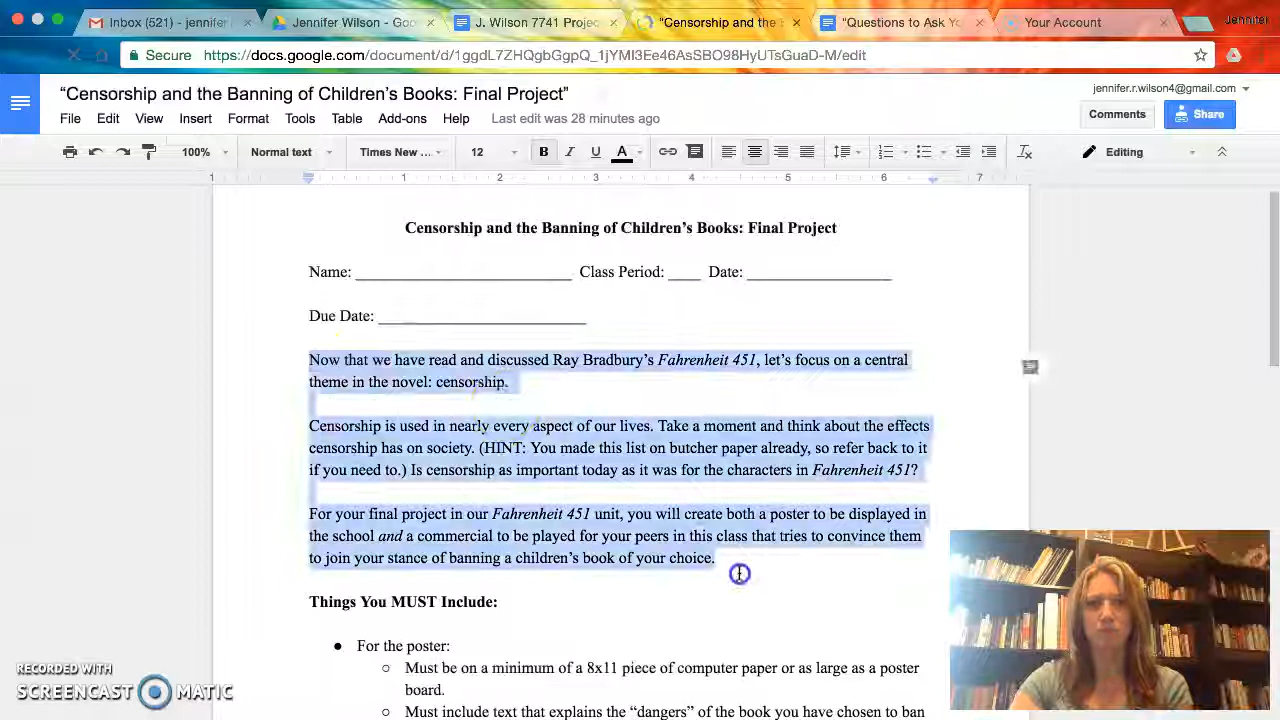 Inbox (521) - jennifer
Jennifer Wilson - Goo
J. Wilson 7741 Projec
"Censorship and the
"Questions to Ask Yo
Your Account
Jennifer
Secure
https://docs.google.com/document/d/1ggdL7ZHQgbGgpQ_1jYMI3Ee46AsSBO98HyUTsGuaD-M/edit
“Censorship and the Banning of Children’s Books: Final Project”
jennifer.r.wilson4@gmail.com
File Edit View Insert Format Tools Table Add-ons Help Last edit was 28 minutes ago
Comments
Share
100% Normal text Times New ... 12 B I U A Editing
1 1 2 3 4 5 6 7
Censorship and the Banning of Children’s Books: Final Project
Name: ___________________________ Class Period: ____ Date: __________________
Due Date: __________________________
Now that we have read and discussed Ray Bradbury’s Fahrenheit 451, let’s focus on a central
theme in the novel: censorship.
Censorship is used in nearly every aspect of our lives. Take a moment and think about the effects
censorship has on society. (HINT: You made this list on butcher paper already, so refer back to it
if you need to.) Is censorship as important today as it was for the characters in Fahrenheit 451?
For your final project in our Fahrenheit 451 unit, you will create both a poster to be displayed in
the school and a commercial to be played for your peers in this class that tries to convince them
to join your stance of banning a children’s book of your choice.
Things You MUST Include:
● For the poster:
○ Must be on a minimum of a 8x11 piece of computer paper or as large as a poster
board.
○ Must include text that explains the “dangers” of the book you have chosen to ban
RECORDED WITH
SCREENCAST MATIC